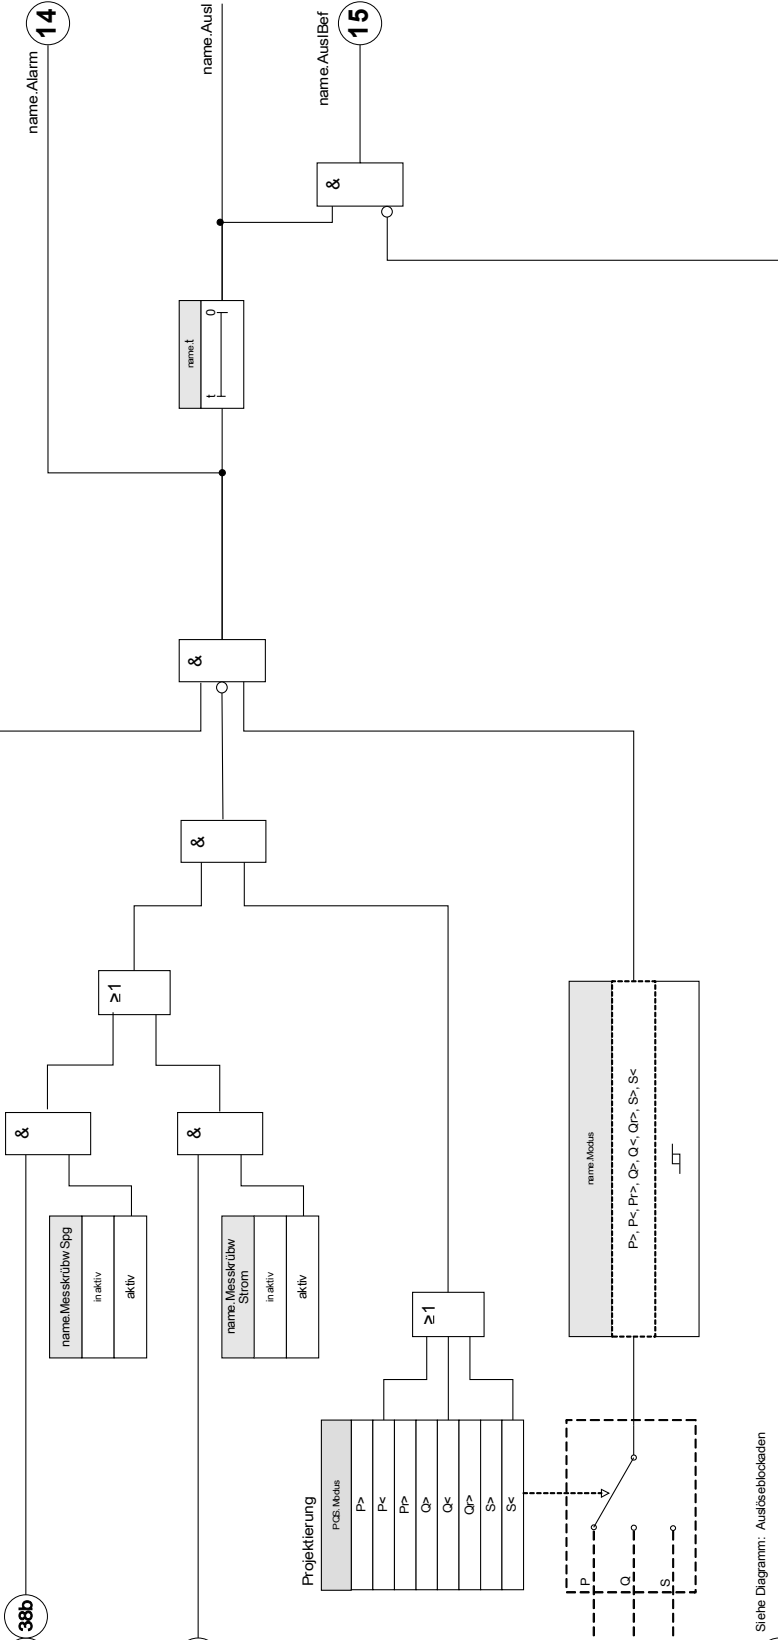 14
name.Alarm
name.Ausl
15
name.AuslBef
&
name.t
t 0
&
&
≥1
&
&
name.Messkrübw Spg
inaktiv
aktiv
name.Messkrübw
Strom
inaktiv
aktiv
38b
≥1
Projektierung
PQS.Modus
P>
P<
Pr>
Q>
Q<
Qr>
S>
S<
name.Modus
P>, P<, Pr>, Q>, Q<, Qr>, S>, S<
P
Q
S
Siehe Diagramm: Auslöseblockaden